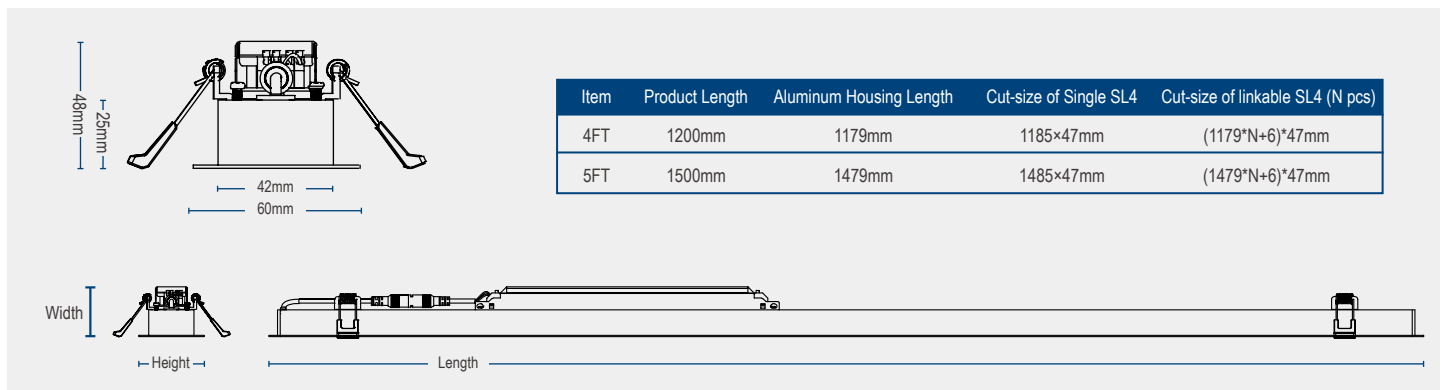 48mm
25mm
42mm
60mm
Item Product Length Aluminum Housing Length Cut-size of Single SL4 Cut-size of linkable SL4 (N pcs)
4FT 1200mm 1179mm 1185×47mm (1179*N+6)*47mm
5FT 1500mm 1479mm 1485×47mm (1479*N+6)*47mm
Width
Height
Length